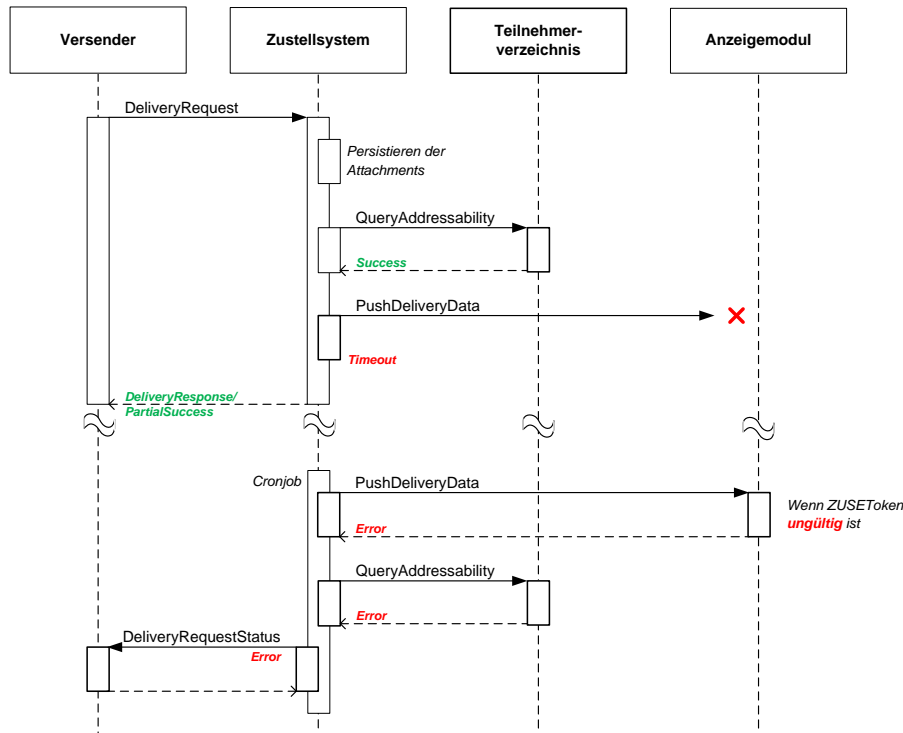 Versender
Zustellsystem
Teilnehmer-
verzeichnis
Anzeigemodul
DeliveryRequest
Persistieren der
Attachments
QueryAddressability
Success
PushDeliveryData
Timeout
DeliveryResponse/
PartialSuccess
Cronjob
PushDeliveryData
Wenn ZUSEToken
ungültig ist
Error
QueryAddressability
Error
DeliveryRequestStatus
Error